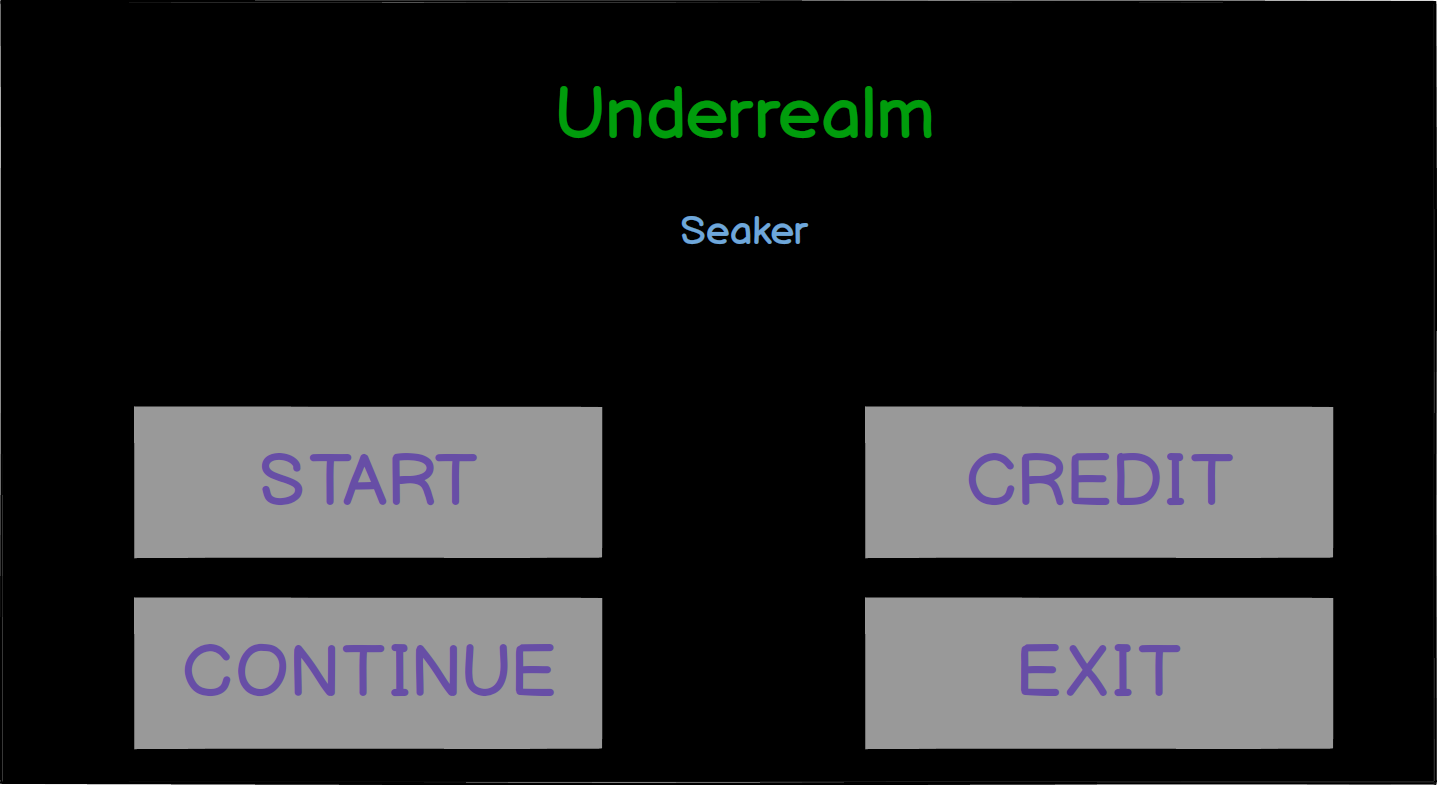 Underrealm
Seaker
START
CREDIT
CONTINUE
EXIT